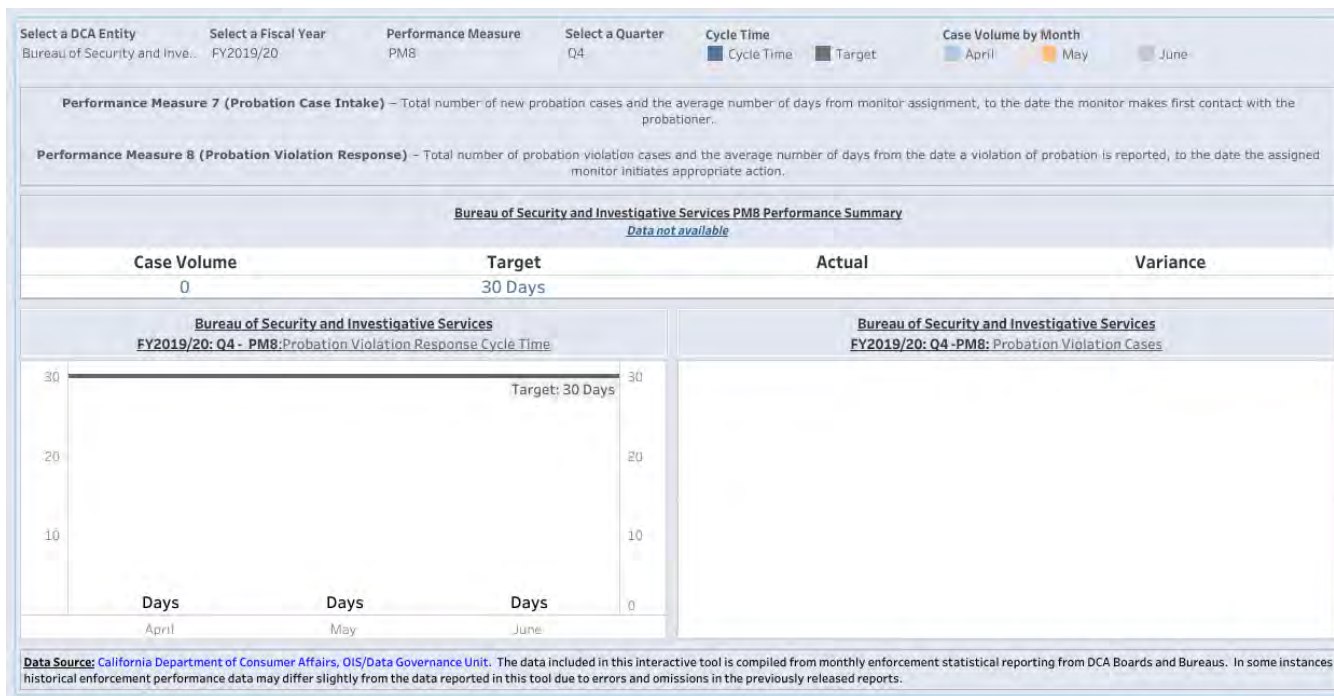 Select a DCA Entity Select a Fiscal Year Performance Measure Select a Quarter Cycle Time Case Volume by Month
Bureau of Security and Inve.. FY2019/20 PM8 Q4 Cycle Time Target April May June
Performance Measure 7 (Probation Case Intake) – Total number of new probation cases and the average number of days from monitor assignment, to the date the monitor makes first contact with the
probationer..
Performance Measure 8 (Probation Violation Response) – Total number of probation violation cases and the average number of days from the date a violation of probation is reported, to the date the assigned
monitor initiates appropriate action.
Bureau of Security and Investigative Services PM8 Performance Summary
Data not available
Case Volume Target Actual Variance
0 30 Days
Bureau of Security and Investigative Services
FY2019/20: Q4 - PM8:Probation Violation Response Cycle Time
30 30
Target: 30 Days
20 20
10 10
Days Days Days 0
April May June
Bureau of Security and Investigative Services
FY2019/20: Q4 -PM8: Probation Violation Cases
Data Source: California Department of Consumer Affairs, OIS/Data Governance Unit. The data included in this interactive tool is compiled from monthly enforcement statistical reporting from DCA Boards and Bureaus. In some instances
historical enforcement performance data may differ slightly from the data reported in this tool due to errors and omissions in the previously released reports.